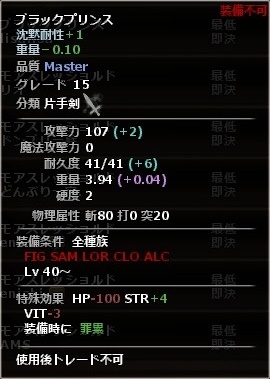 装備不可
ブラックプリンス
沈黙耐性+1
重量-0.10
品質 Master
グレード 15
分類 片手剣
攻撃力 107 (+2)
魔法攻撃力 0
耐久度 41/41 (+6)
重量 3.94 (+0.04)
硬度 2
物理属性 斬80 打0 突20
装備条件 全種族
FIG SAM LOR CLO ALC
Lv 40～
特殊効果 HP-100 STR+4
VIT-3
装備時に 罪黒
使用後トレード不可